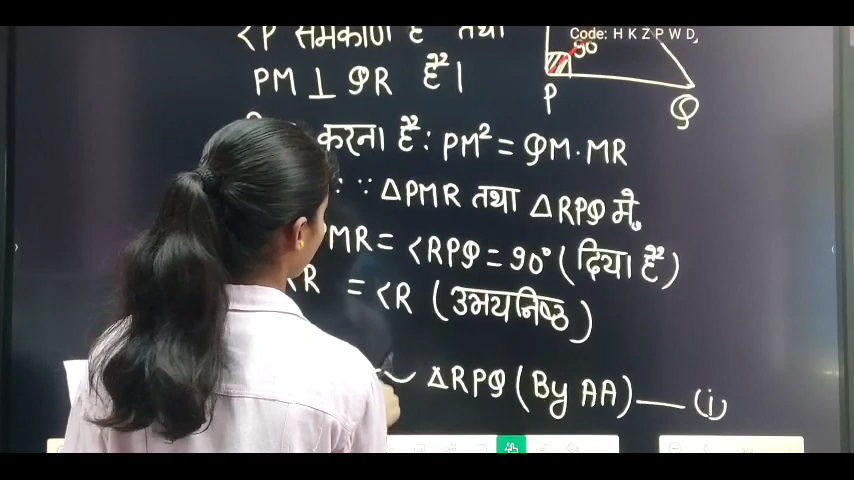 <P समकोण है तथा
Code: H K Z P W D
90
PM ⊥ QR है।
P
Q
करना है: PM² = QM·MR
∵ ΔPMR तथा ΔRPQ में,
MR = <RPQ = 90° (दिया है)
R = <R (उभयनिष्ठ)
~ ΔRPQ (By AA) — (i)